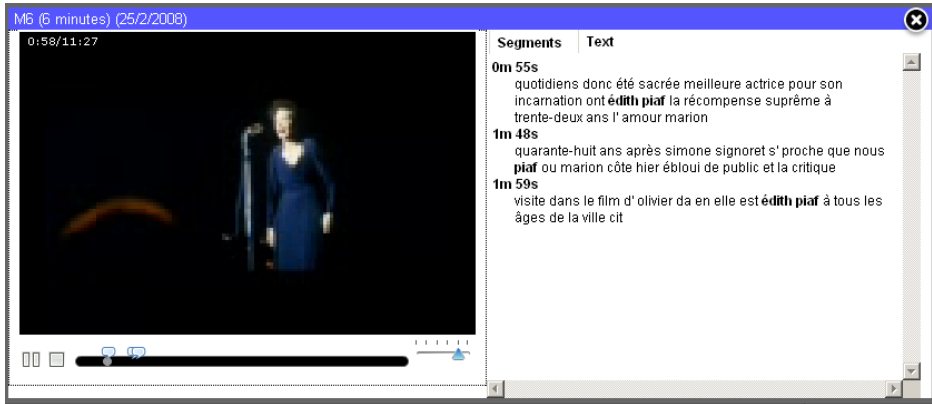 M6 (6 minutes) (25/2/2008)
0:58/11:27
Segments Text
0m 55s
quotidiens donc été sacrée meilleure actrice pour son
incarnation ont édith piaf la récompense suprême à
trente-deux ans l' amour marion
1m 48s
quarante-huit ans après simone signoret s' proche que nous
piaf ou marion côte hier ébloui de public et la critique
1m 59s
visite dans le film d' olivier da en elle est édith piaf à tous les
âges de la ville cit